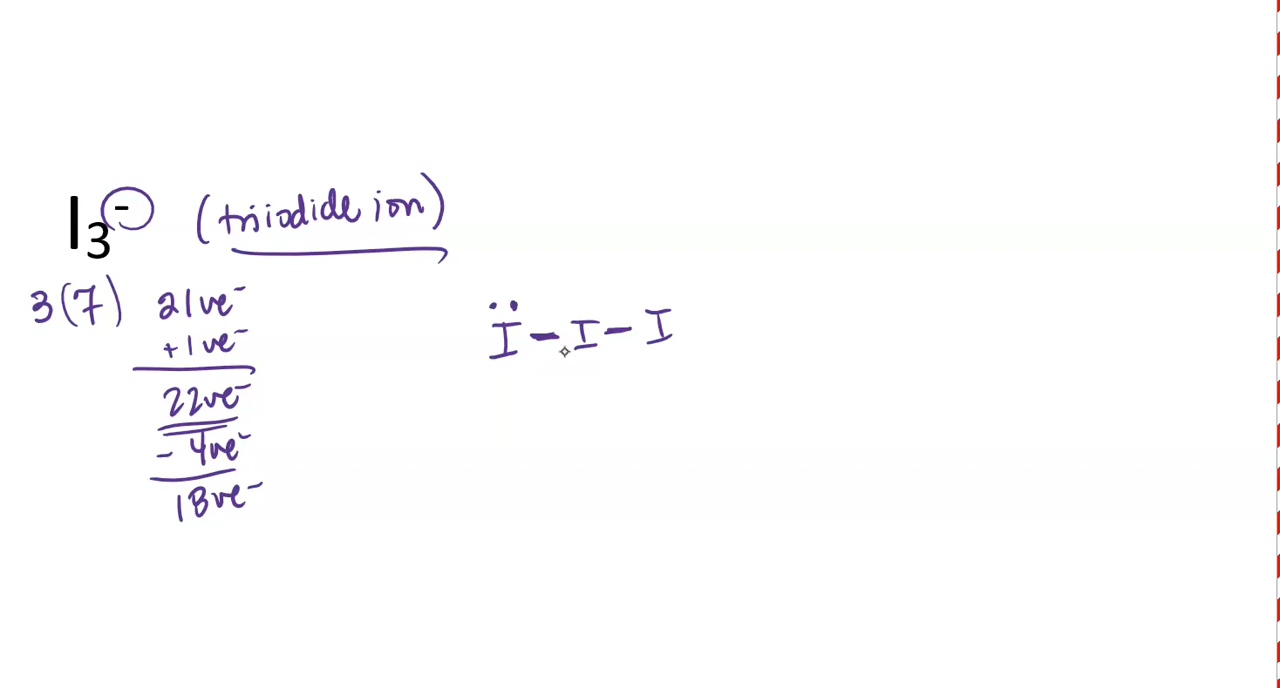 I₃⁻ (triiodide ion)
3(7) 21ve⁻
+1ve⁻
22ve⁻
- 4ve⁻
18ve⁻
Ï - I - I